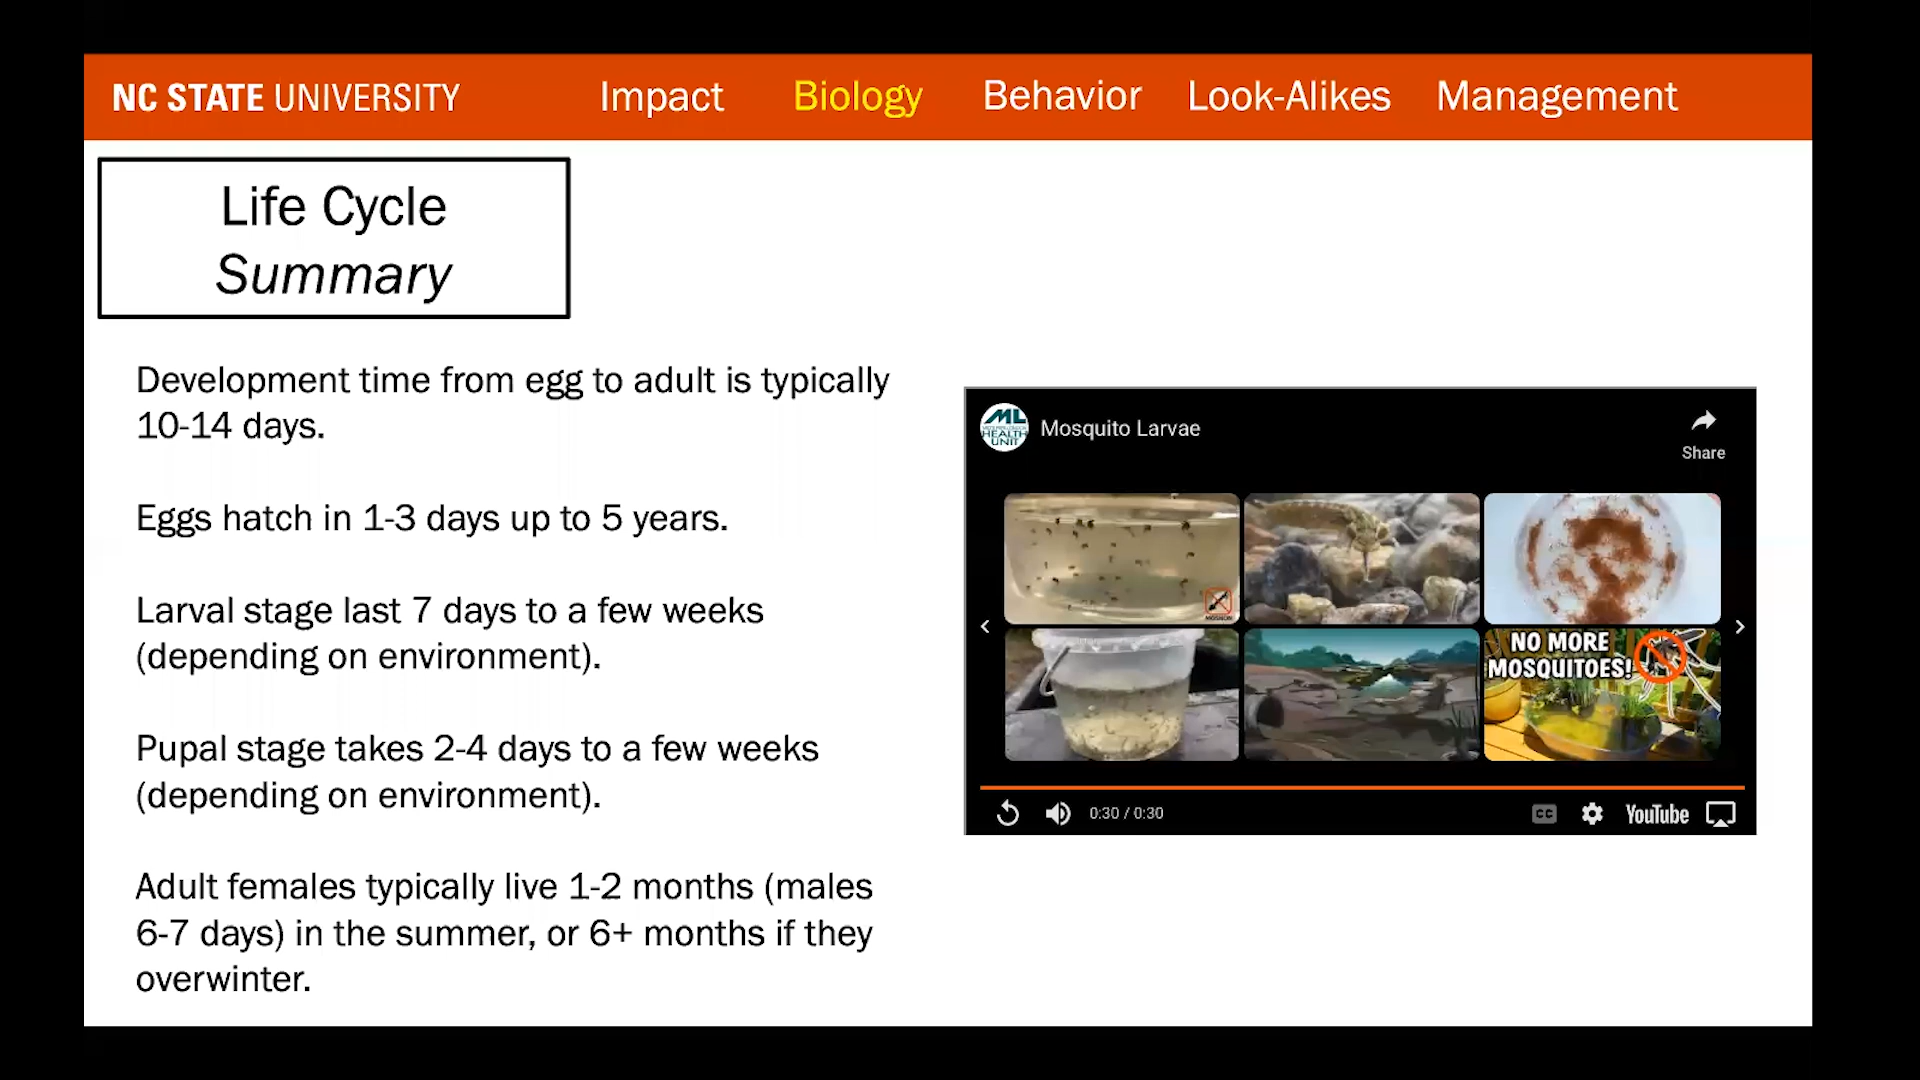 NC STATE UNIVERSITY
Impact
Biology
Behavior
Look-Alikes
Management
Life Cycle
Summary
Development time from egg to adult is typically
10-14 days.
Eggs hatch in 1-3 days up to 5 years.
Larval stage last 7 days to a few weeks
(depending on environment).
Pupal stage takes 2-4 days to a few weeks
(depending on environment).
Adult females typically live 1-2 months (males
6-7 days) in the summer, or 6+ months if they
overwinter.
ML
HEALTH
UNIT
Mosquito Larvae
Share
NO MORE
MOSQUITOES!
0:30 / 0:30
CC
YouTube